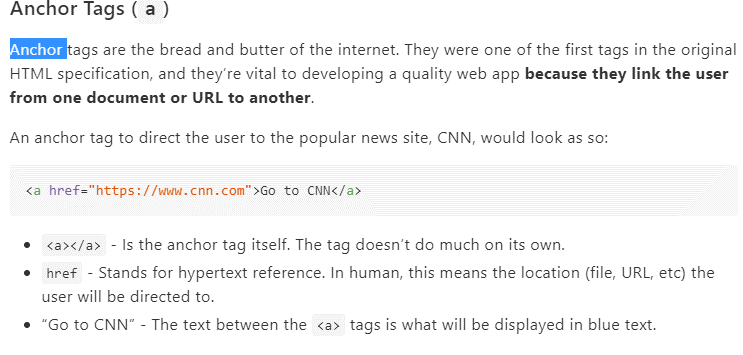 Anchor Tags ( a )
Anchor tags are the bread and butter of the internet. They were one of the first tags in the original
HTML specification, and they’re vital to developing a quality web app because they link the user
from one document or URL to another.
An anchor tag to direct the user to the popular news site, CNN, would look as so:
<a href="https://www.cnn.com">Go to CNN</a>
• <a></a> - Is the anchor tag itself. The tag doesn’t do much on its own.
• href - Stands for hypertext reference. In human, this means the location (file, URL, etc) the
user will be directed to.
• “Go to CNN” - The text between the <a> tags is what will be displayed in blue text.